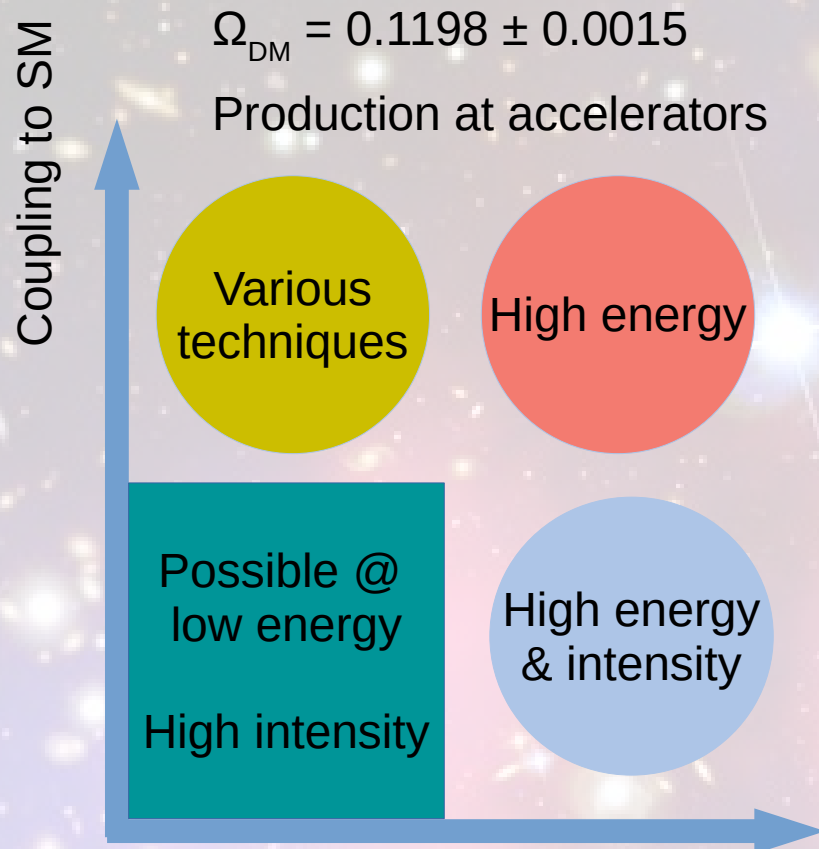 Ω_DM = 0.1198 ± 0.0015
Production at accelerators
Coupling to SM
Various
techniques
High energy
Possible @
low energy
High intensity
High energy
& intensity